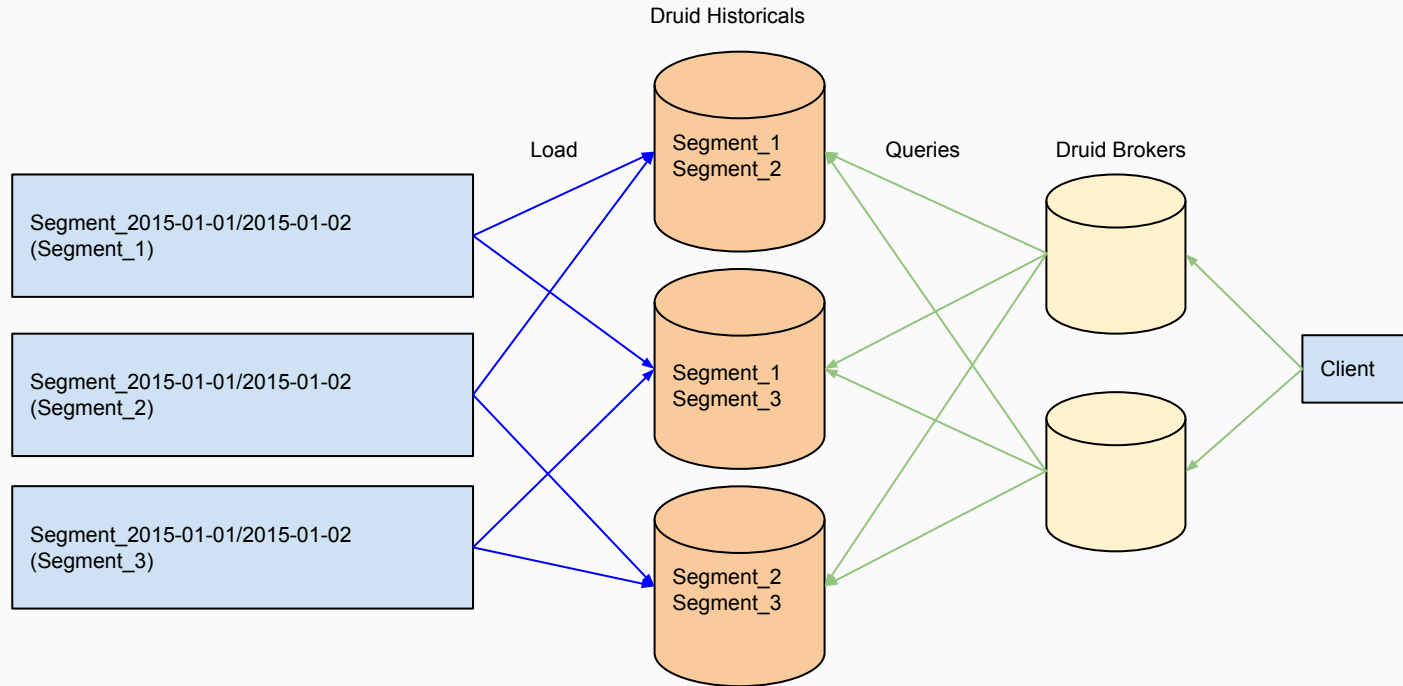 Druid Historicals
Load
Queries
Druid Brokers
Segment_2015-01-01/2015-01-02
(Segment_1)
Segment_2015-01-01/2015-01-02
(Segment_2)
Segment_2015-01-01/2015-01-02
(Segment_3)
Segment_1
Segment_2
Segment_1
Segment_3
Segment_2
Segment_3
Client